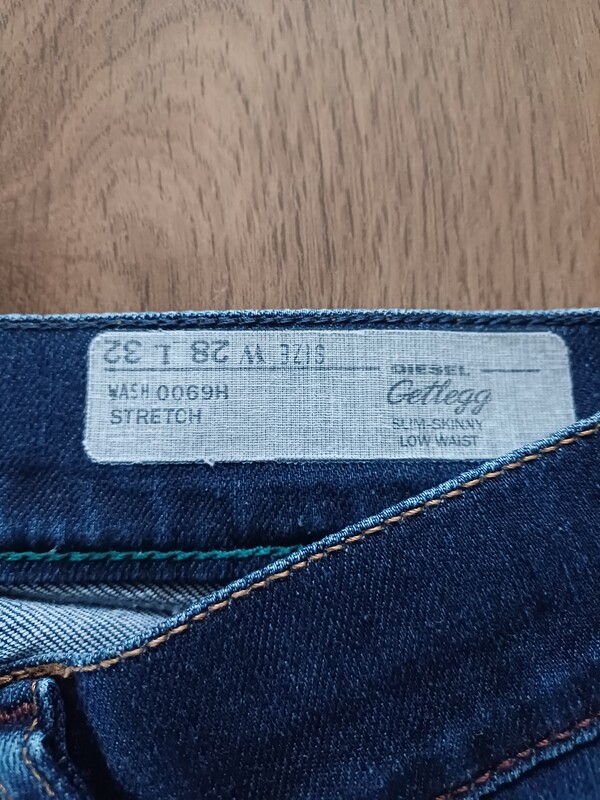 SIZE W 28 L 32
WASH 0069H
STRETCH
DIESEL
Getlegg
SLIM-SKINNY
LOW WAIST